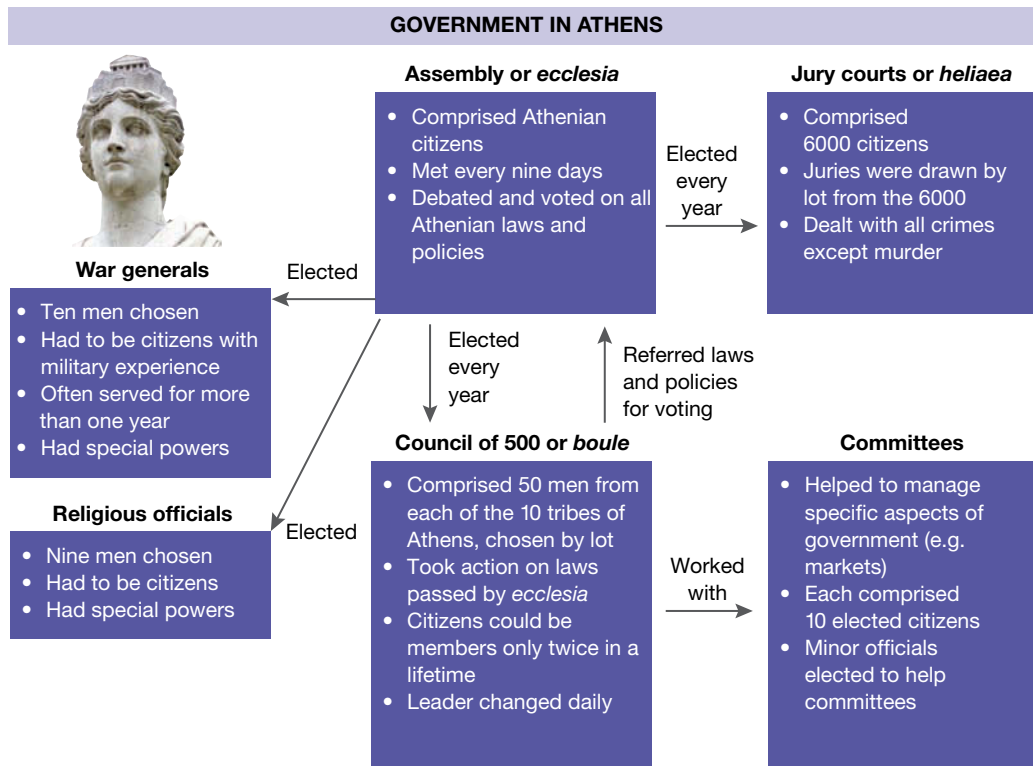 GOVERNMENT IN ATHENS
Assembly or ecclesia
• Comprised Athenian
citizens
• Met every nine days
• Debated and voted on all
Athenian laws and
policies
Elected
every
year
Jury courts or heliaea
• Comprised
6000 citizens
• Juries were drawn by
lot from the 6000
• Dealt with all crimes
except murder
War generals
• Ten men chosen
• Had to be citizens with
military experience
• Often served for more
than one year
• Had special powers
Elected
Elected
every
year
Referred laws
and policies
for voting
Religious officials
• Nine men chosen
• Had to be citizens
• Had special powers
Elected
Council of 500 or boule
• Comprised 50 men from
each of the 10 tribes of
Athens, chosen by lot
• Took action on laws
passed by ecclesia
• Citizens could be
members only twice in a
lifetime
• Leader changed daily
Worked
with
Committees
• Helped to manage
specific aspects of
government (e.g.
markets)
• Each comprised
10 elected citizens
• Minor officials
elected to help
committees